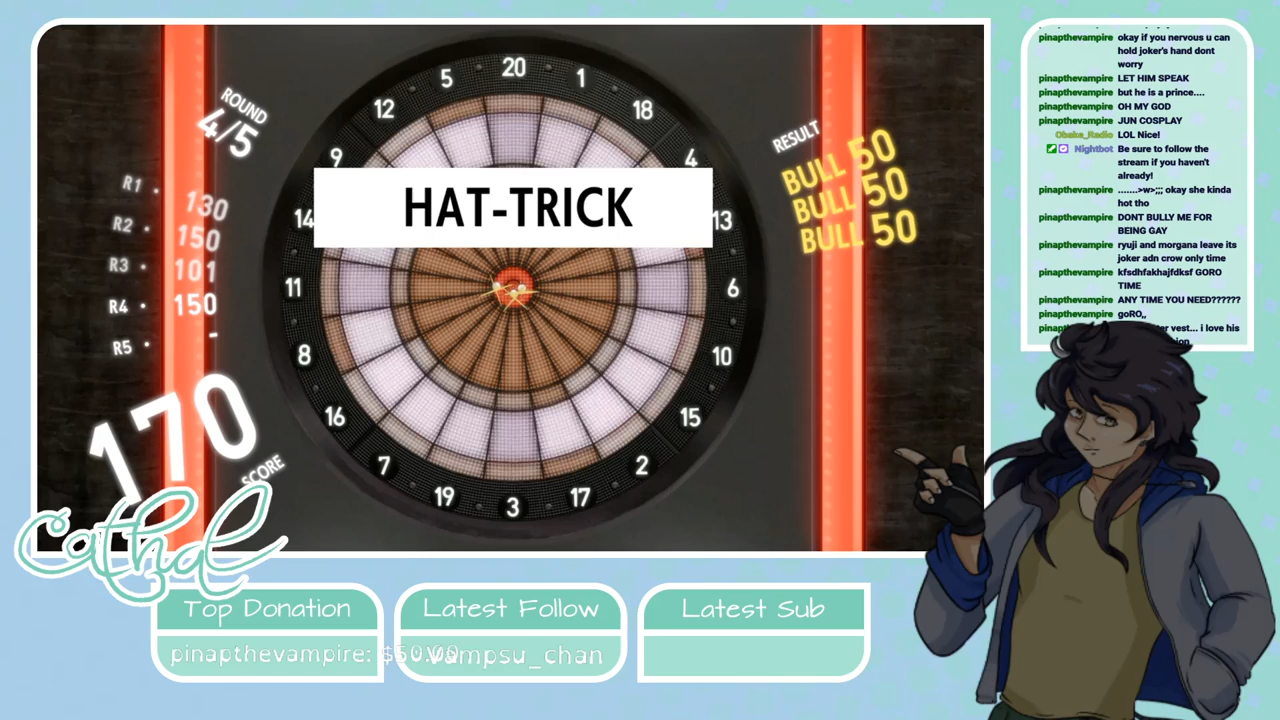 ROUND
4/5
R1 130
R2 150
R3 101
R4 150
R5 -
170
SCORE
20
1
18
4
13
6
10
15
2
17
3
19
7
16
8
11
14
9
12
5
HAT-TRICK
RESULT
BULL 50
BULL 50
BULL 50
pinapthevampire okay if you nervous u can
hold joker's hand dont
worry
pinapthevampire LET HIM SPEAK
pinapthevampire but he is a prince....
pinapthevampire OH MY GOD
pinapthevampire JUN COSPLAY
Obake_Radio LOL Nice!
Nightbot Be sure to follow the
stream if you haven't
already!
pinapthevampire .......>w>;;; okay she kinda
hot tho
pinapthevampire DONT BULLY ME FOR
BEING GAY
pinapthevampire ryuji and morgana leave its
joker adn crow only time
pinapthevampire kfsdhfakhajfdksf GORO
TIME
pinapthevampire ANY TIME YOU NEED??????
pinapthevampire goRO,,
vest... i love his
cathal
Top Donation
pinapthevampire: $50.00
Latest Follow
vampsu_chan
Latest Sub